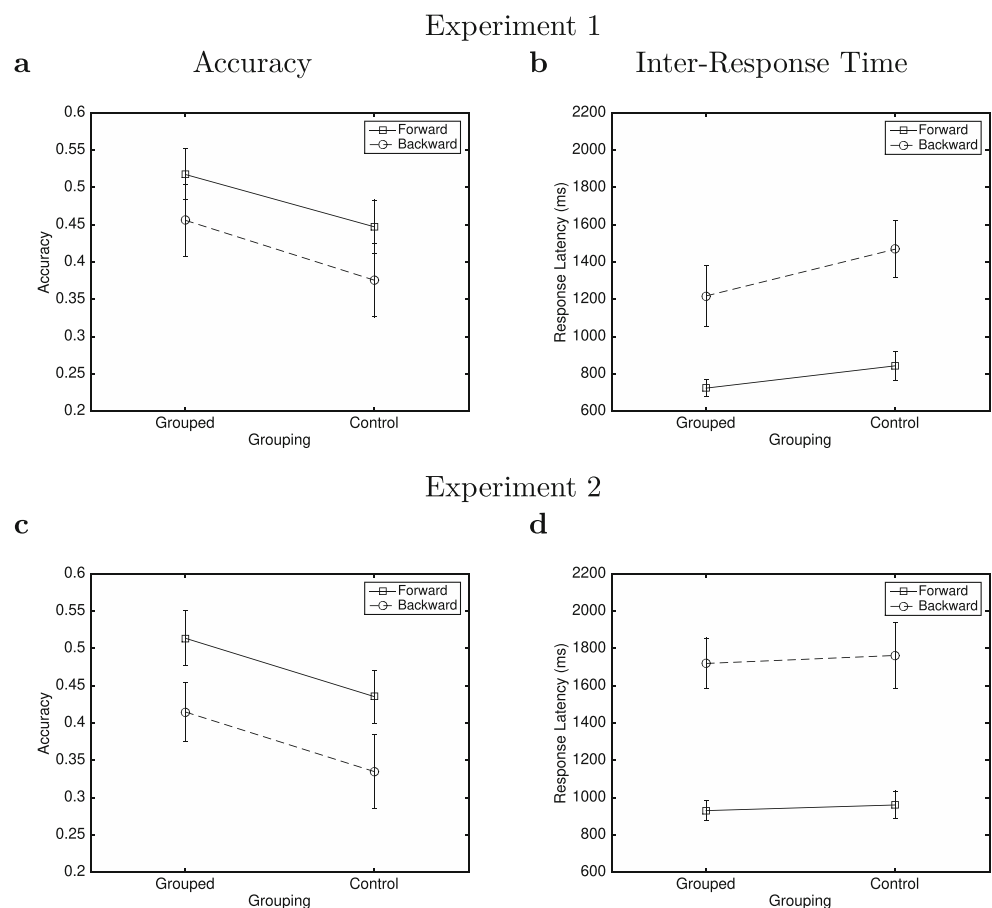 Experiment 1
a Accuracy
0.6
0.55
0.5
0.45
0.4
0.35
0.3
0.25
0.2
Accuracy
Forward
Backward
Grouped Control
Grouping
b Inter-Response Time
2200
2000
1800
1600
1400
1200
1000
800
600
Response Latency (ms)
Forward
Backward
Grouped Control
Grouping
Experiment 2
c
0.6
0.55
0.5
0.45
0.4
0.35
0.3
0.25
0.2
Accuracy
Forward
Backward
Grouped Control
Grouping
d
2200
2000
1800
1600
1400
1200
1000
800
600
Response Latency (ms)
Forward
Backward
Grouped Control
Grouping